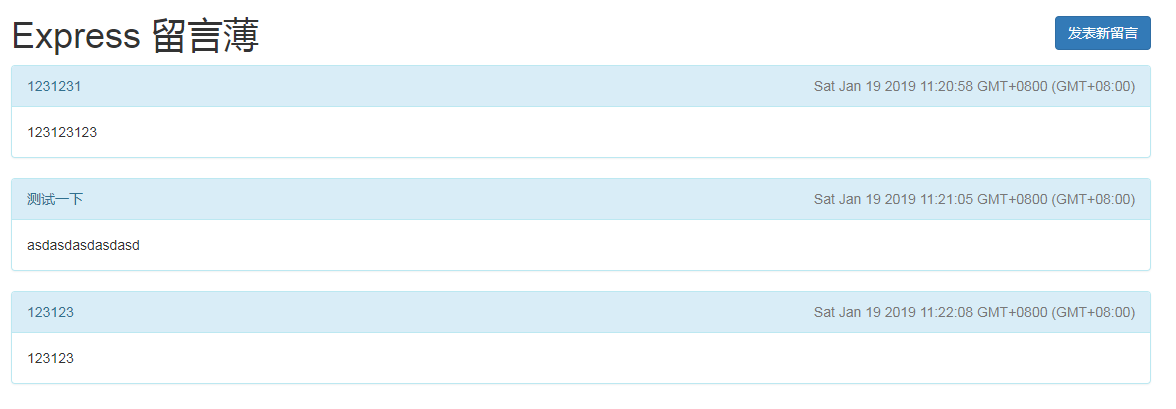 Express 留言薄
发表新留言
1231231 Sat Jan 19 2019 11:20:58 GMT+0800 (GMT+08:00)
123123123
测试一下 Sat Jan 19 2019 11:21:05 GMT+0800 (GMT+08:00)
asdasdasdasdasd
123123 Sat Jan 19 2019 11:22:08 GMT+0800 (GMT+08:00)
123123